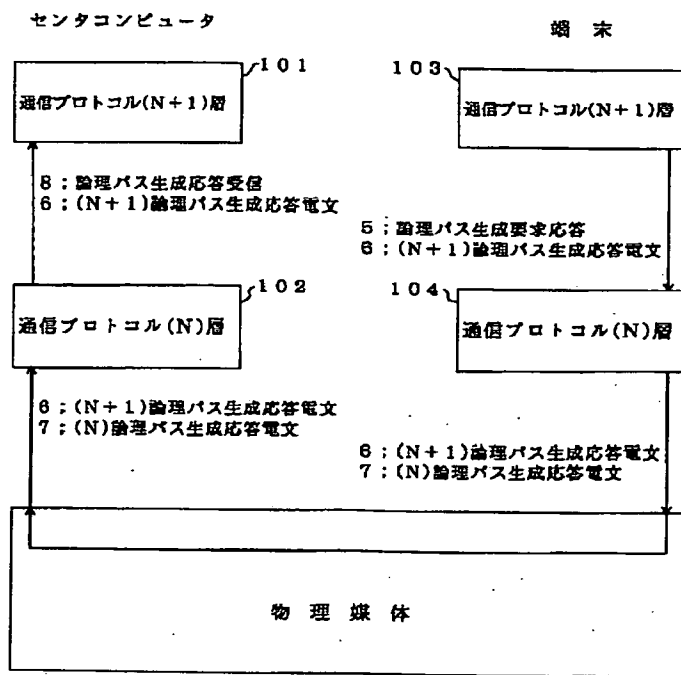 センタコンピュータ
端末
101
103
通信プロトコル(N+1)層
通信プロトコル(N+1)層
8;論理パス生成応答受信
6;(N+1)論理パス生成応答電文
5;論理パス生成要求応答
6;(N+1)論理パス生成応答電文
102
104
通信プロトコル(N)層
通信プロトコル(N)層
6;(N+1)論理パス生成応答電文
7;(N)論理パス生成応答電文
6;(N+1)論理パス生成応答電文
7;(N)論理パス生成応答電文
物理媒体